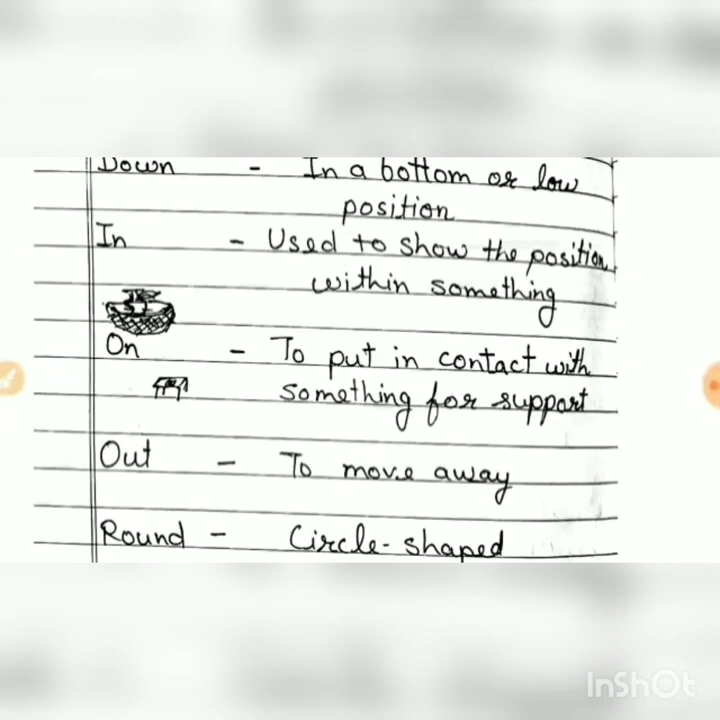 Down - In a bottom or low
position
In - Used to show the position
within something
On - To put in contact with
something for support
Out - To move away
Round - Circle-shaped
InShOt